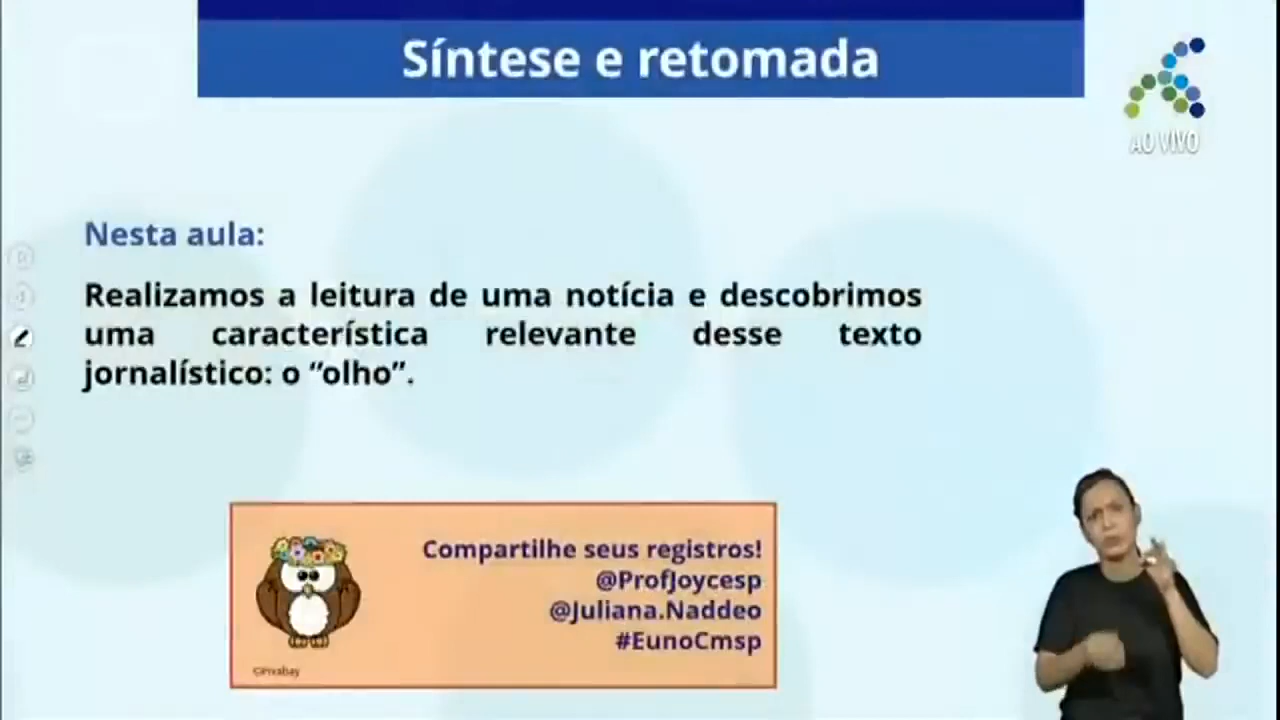 Síntese e retomada
AO VIVO
Nesta aula:
Realizamos a leitura de uma notícia e descobrimos
uma característica relevante desse texto
jornalístico: o “olho”.
Compartilhe seus registros!
@ProfJoycesp
@Juliana.Naddeo
#EunoCmsp
©Pixabay